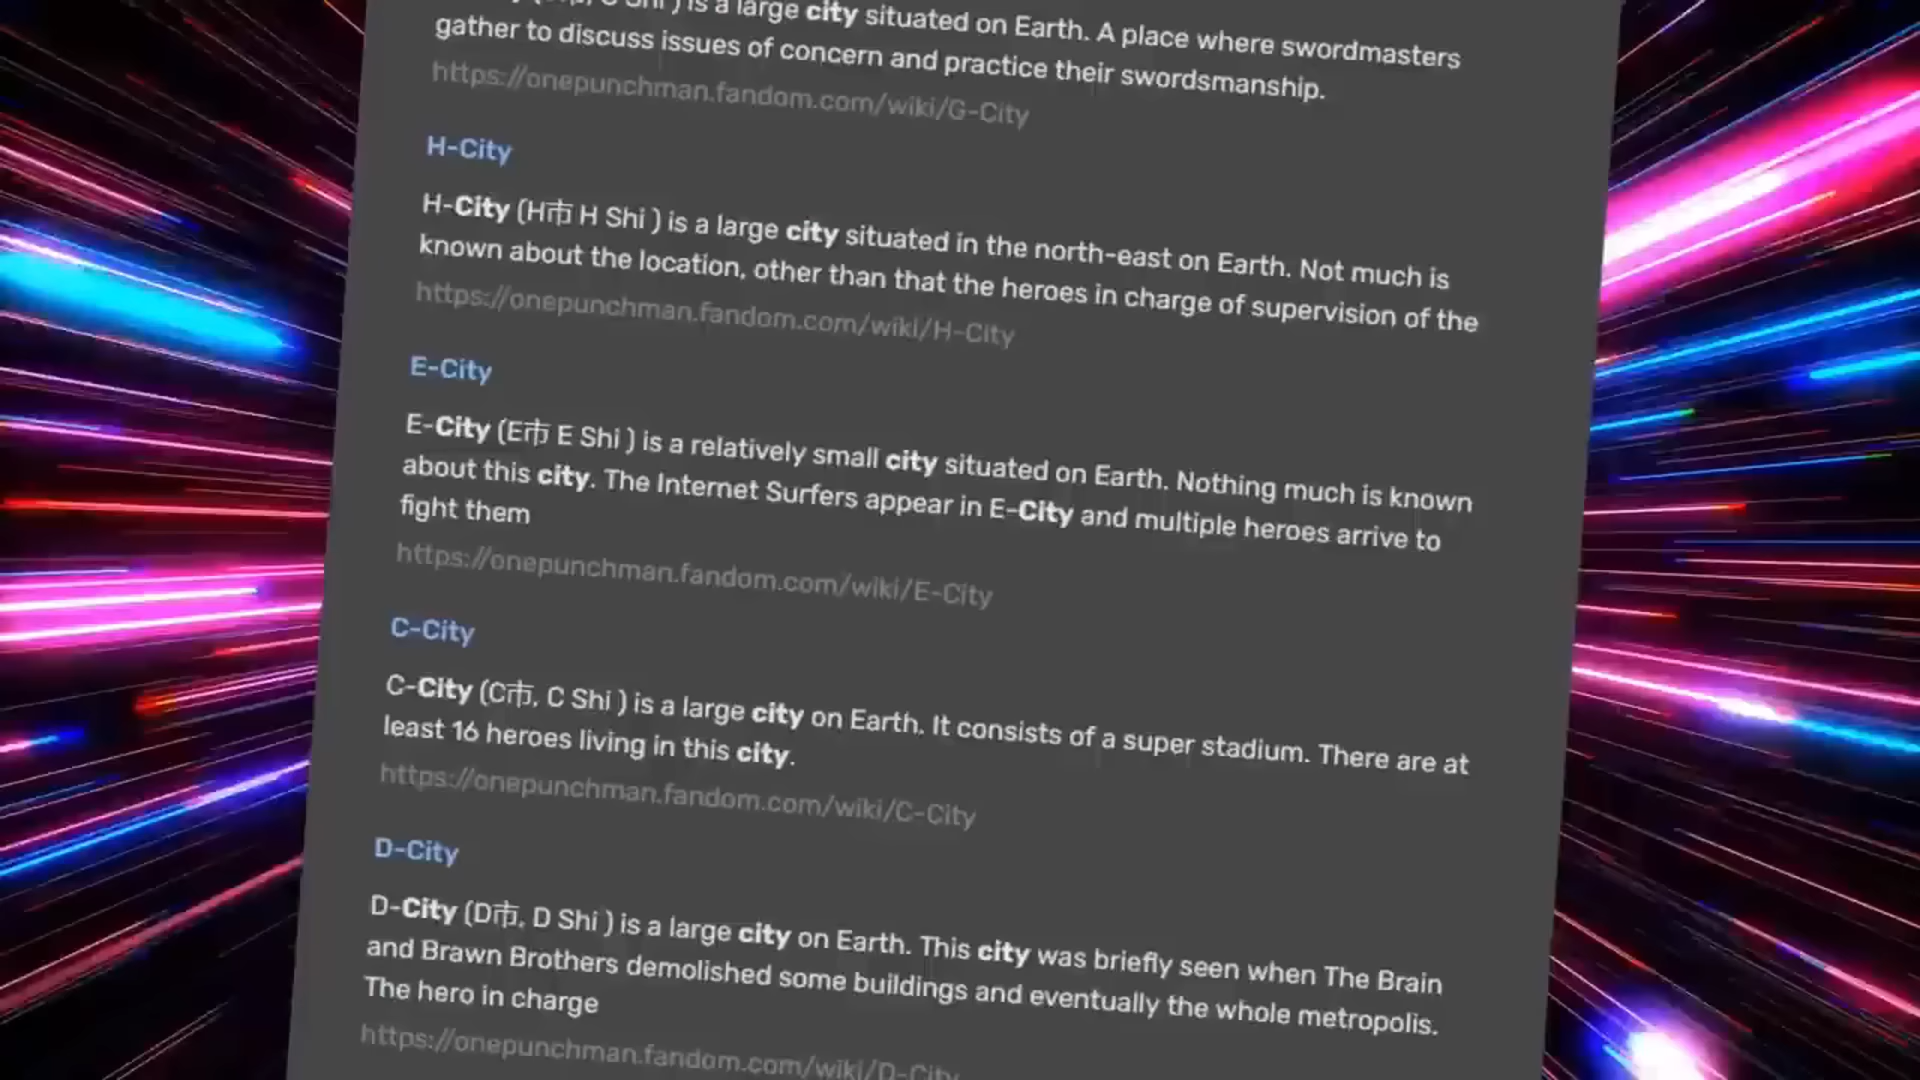 is a large city situated on Earth. A place where swordmasters
gather to discuss issues of concern and practice their swordsmanship.
https://onepunchman.fandom.com/wiki/G-City
H-City
H-City (H市 H Shi ) is a large city situated in the north-east on Earth. Not much is
known about the location, other than that the heroes in charge of supervision of the
https://onepunchman.fandom.com/wiki/H-City
E-City
E-City (E市 E Shi ) is a relatively small city situated on Earth. Nothing much is known
about this city. The Internet Surfers appear in E-City and multiple heroes arrive to
fight them
https://onepunchman.fandom.com/wiki/E-City
C-City
C-City (C市, C Shi ) is a large city on Earth. It consists of a super stadium. There are at
least 16 heroes living in this city.
https://onepunchman.fandom.com/wiki/C-City
D-City
D-City (D市, D Shi ) is a large city on Earth. This city was briefly seen when The Brain
and Brawn Brothers demolished some buildings and eventually the whole metropolis.
The hero in charge
https://onepunchman.fandom.com/wiki/D-City